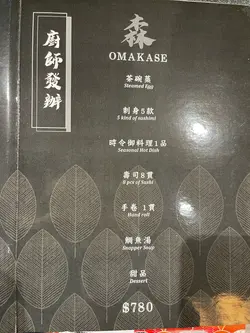 廚師發辦
森
OMAKASE
茶碗蒸
Steamed Egg
刺身5款
5 kind of sashimi
時令御料理1品
Seasonal Hot Dish
壽司8貫
8 pcs of Sushi
手卷 1貫
Hand roll
鯛魚湯
Snapper Soup
甜品
Dessert
$780